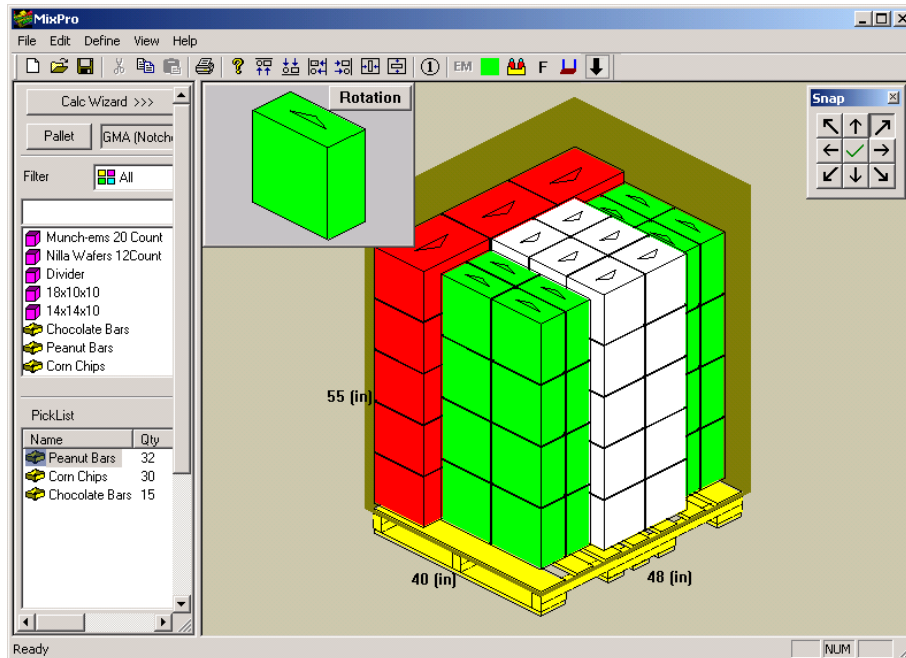 MixPro
File Edit Define View Help
EM F
Calc Wizard >>>
Rotation
Snap
Pallet GMA (Notche
Filter All
Munch-ems 20 Count
Nilla Wafers 12Count
Divider
18x10x10
14x14x10
Chocolate Bars
Peanut Bars
Corn Chips
55 (in)
PickList
Name Qty
Peanut Bars 32
Corn Chips 30
Chocolate Bars 15
40 (in) 48 (in)
Ready NUM